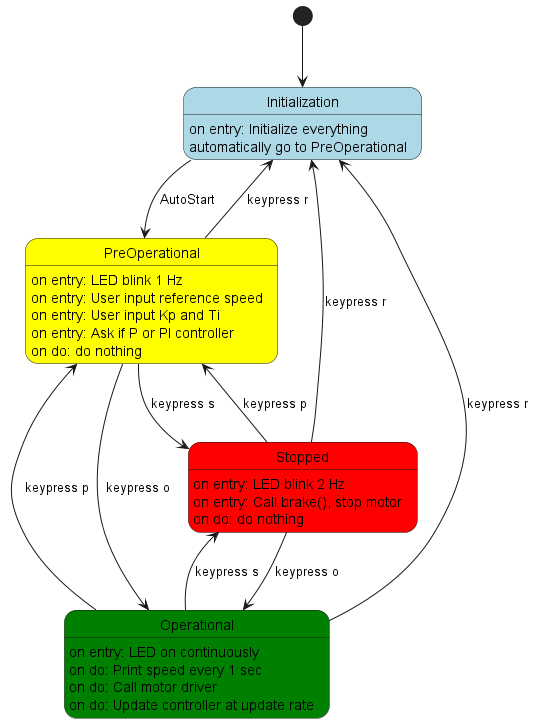 Initialization
on entry: Initialize everything
automatically go to PreOperational
AutoStart
keypress r
PreOperational
on entry: LED blink 1 Hz
on entry: User input reference speed
on entry: User input Kp and Ti
on entry: Ask if P or PI controller
on do: do nothing
keypress r
keypress s
keypress p
keypress r
Stopped
on entry: LED blink 2 Hz
on entry: Call brake(), stop motor
on do: do nothing
keypress p
keypress o
keypress s
keypress o
Operational
on entry: LED on continuously
on do: Print speed every 1 sec
on do: Call motor driver
on do: Update controller at update rate